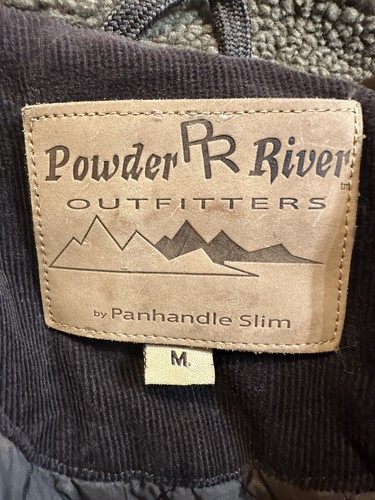 Powder PR River
TM
OUTFITTERS
by Panhandle Slim
M